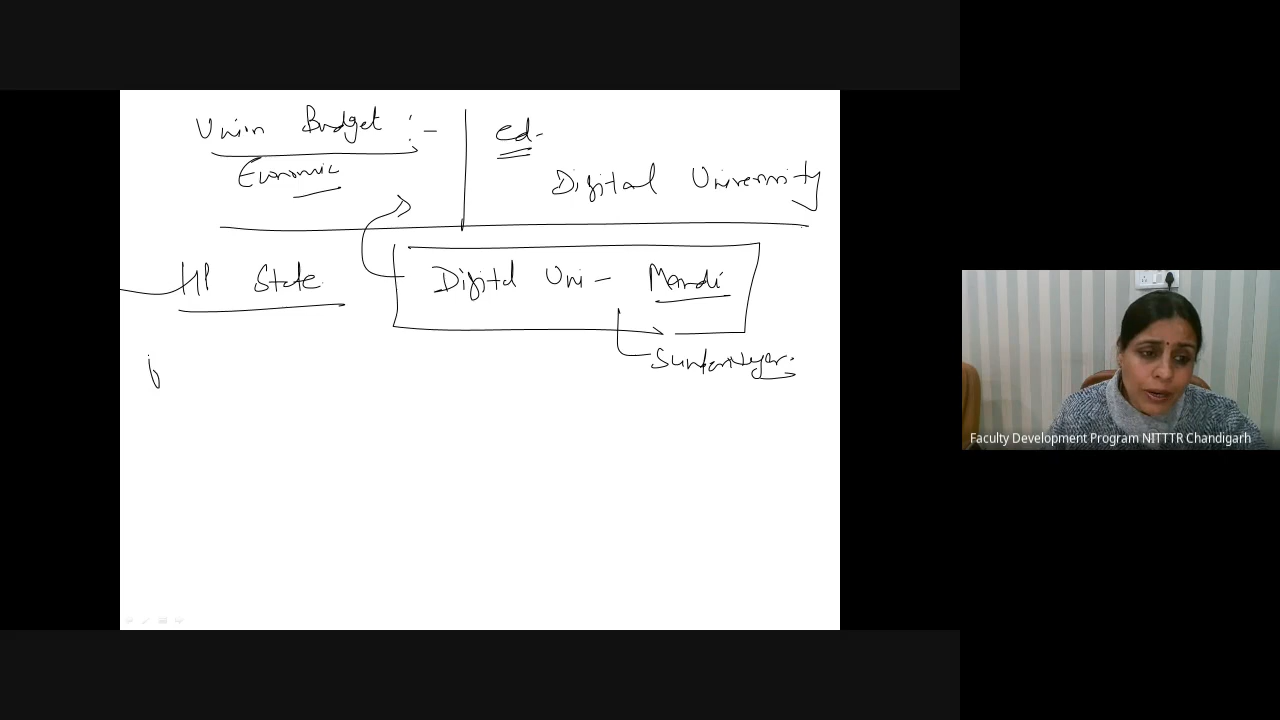 Union Budget :-
Economic
ed-
Digital University
HP State
Digital Uni - Mandi
Sundernagar.
Faculty Development Program NITTTR Chandigarh